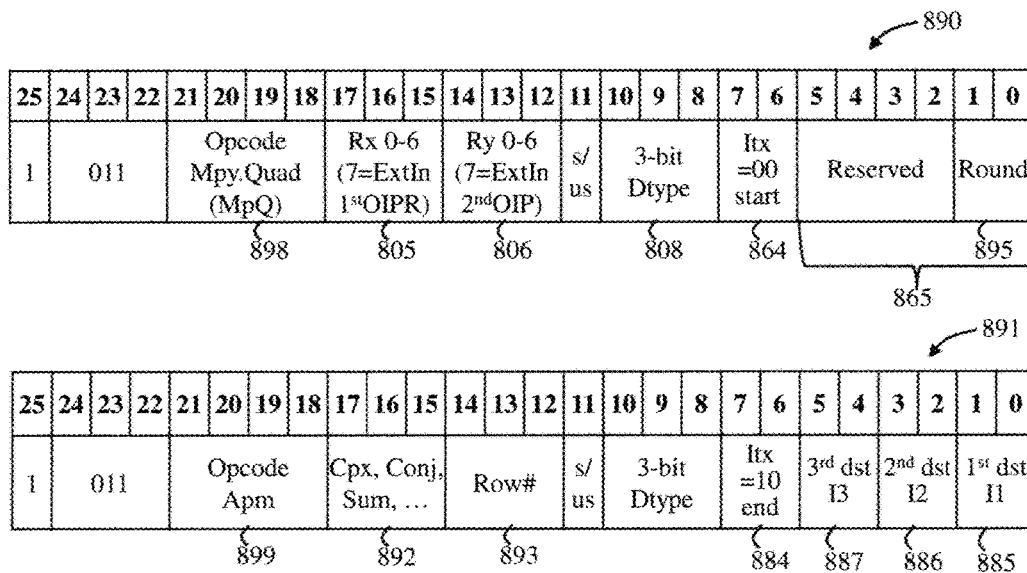 890
25 24 23 22 21 20 19 18 17 16 15 14 13 12 11 10 9 8 7 6 5 4 3 2 1 0
1 011 Opcode Mpy.Quad (MpQ) Rx 0-6 (7=ExtIn 1stOIPR) Ry 0-6 (7=ExtIn 2ndOIP) s/ us 3-bit Dtype Itx =00 start Reserved Round
898 805 806 808 864 895
865
891
25 24 23 22 21 20 19 18 17 16 15 14 13 12 11 10 9 8 7 6 5 4 3 2 1 0
1 011 Opcode Apm Cpx, Conj, Sum, … Row# s/ us 3-bit Dtype Itx =10 end 3rd dst I3 2nd dst I2 1st dst I1
899 892 893 884 887 886 885